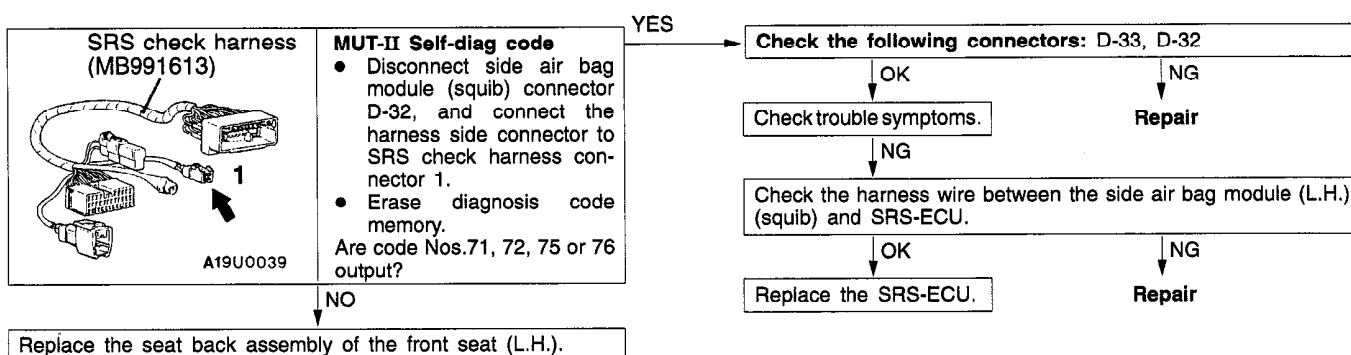 SRS check harness
(MB991613)
1
A19U0039
MUT-II Self-diag code
● Disconnect side air bag
module (squib) connector
D-32, and connect the
harness side connector to
SRS check harness con-
nector 1.
● Erase diagnosis code
memory.
Are code Nos.71, 72, 75 or 76
output?
NO
Replace the seat back assembly of the front seat (L.H.).
YES
Check the following connectors: D-33, D-32
OK
NG
Check trouble symptoms.
Repair
NG
Check the harness wire between the side air bag module (L.H.)
(squib) and SRS-ECU.
OK
NG
Replace the SRS-ECU.
Repair